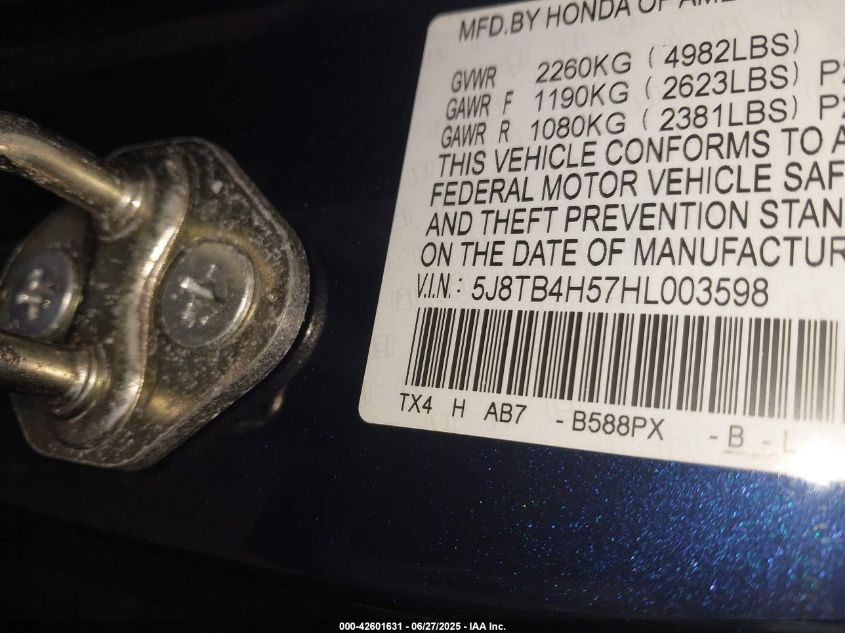 MFD.BY HONDA OF
GVWR 2260KG ( 4982LBS)
GAWR F 1190KG ( 2623LBS) P2
GAWR R 1080KG ( 2381LBS) P2
THIS VEHICLE CONFORMS TO A
FEDERAL MOTOR VEHICLE SAF
AND THEFT PREVENTION STAN
ON THE DATE OF MANUFACTUR
V.I.N.: 5J8TB4H57HL003598
TX4 H AB7 -B588PX -B-L
000-42601631 - 06/27/2025 - IAA Inc.